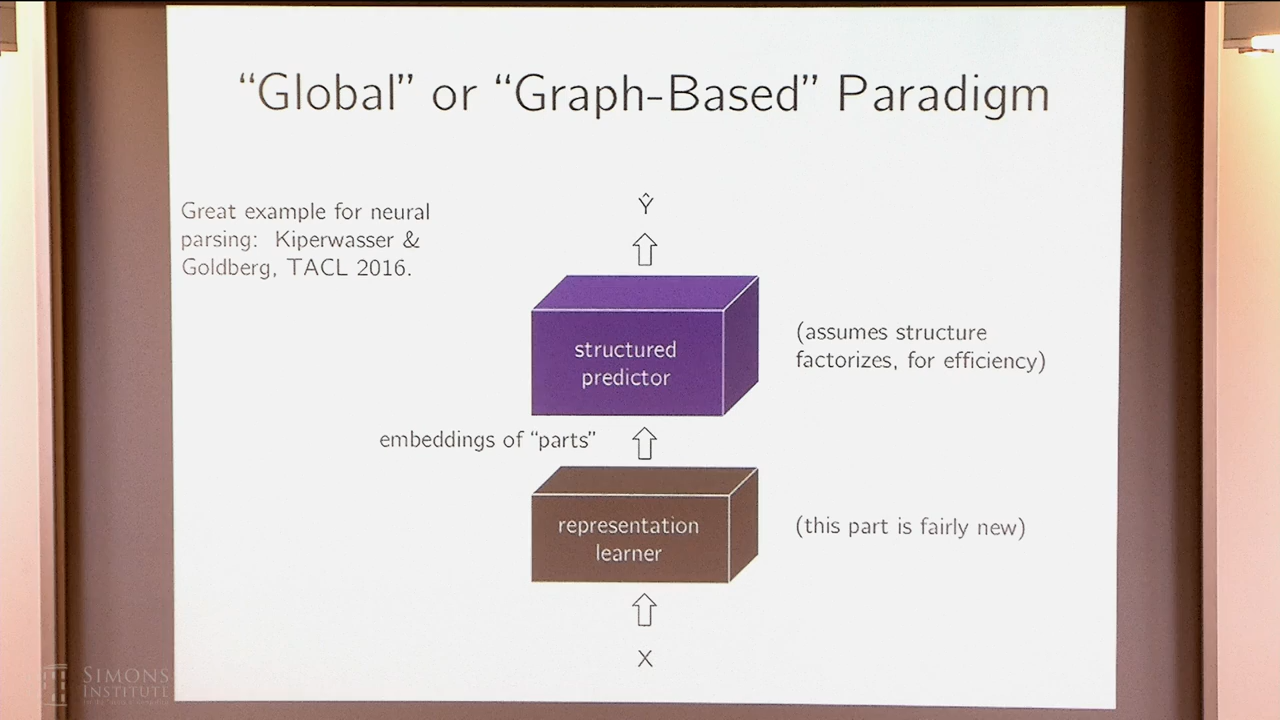 “Global” or “Graph-Based” Paradigm
Great example for neural
parsing: Kiperwasser &
Goldberg, TACL 2016.
Ŷ
structured
predictor
(assumes structure
factorizes, for efficiency)
embeddings of “parts”
representation
learner
(this part is fairly new)
X
SIMONS
INSTITUTE